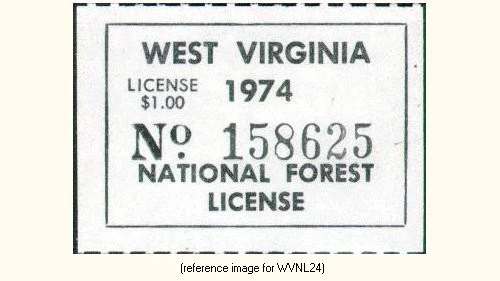 WEST VIRGINIA
LICENSE 1974
$1.00
Nº 158625
NATIONAL FOREST
LICENSE
(reference image for WVNL24)